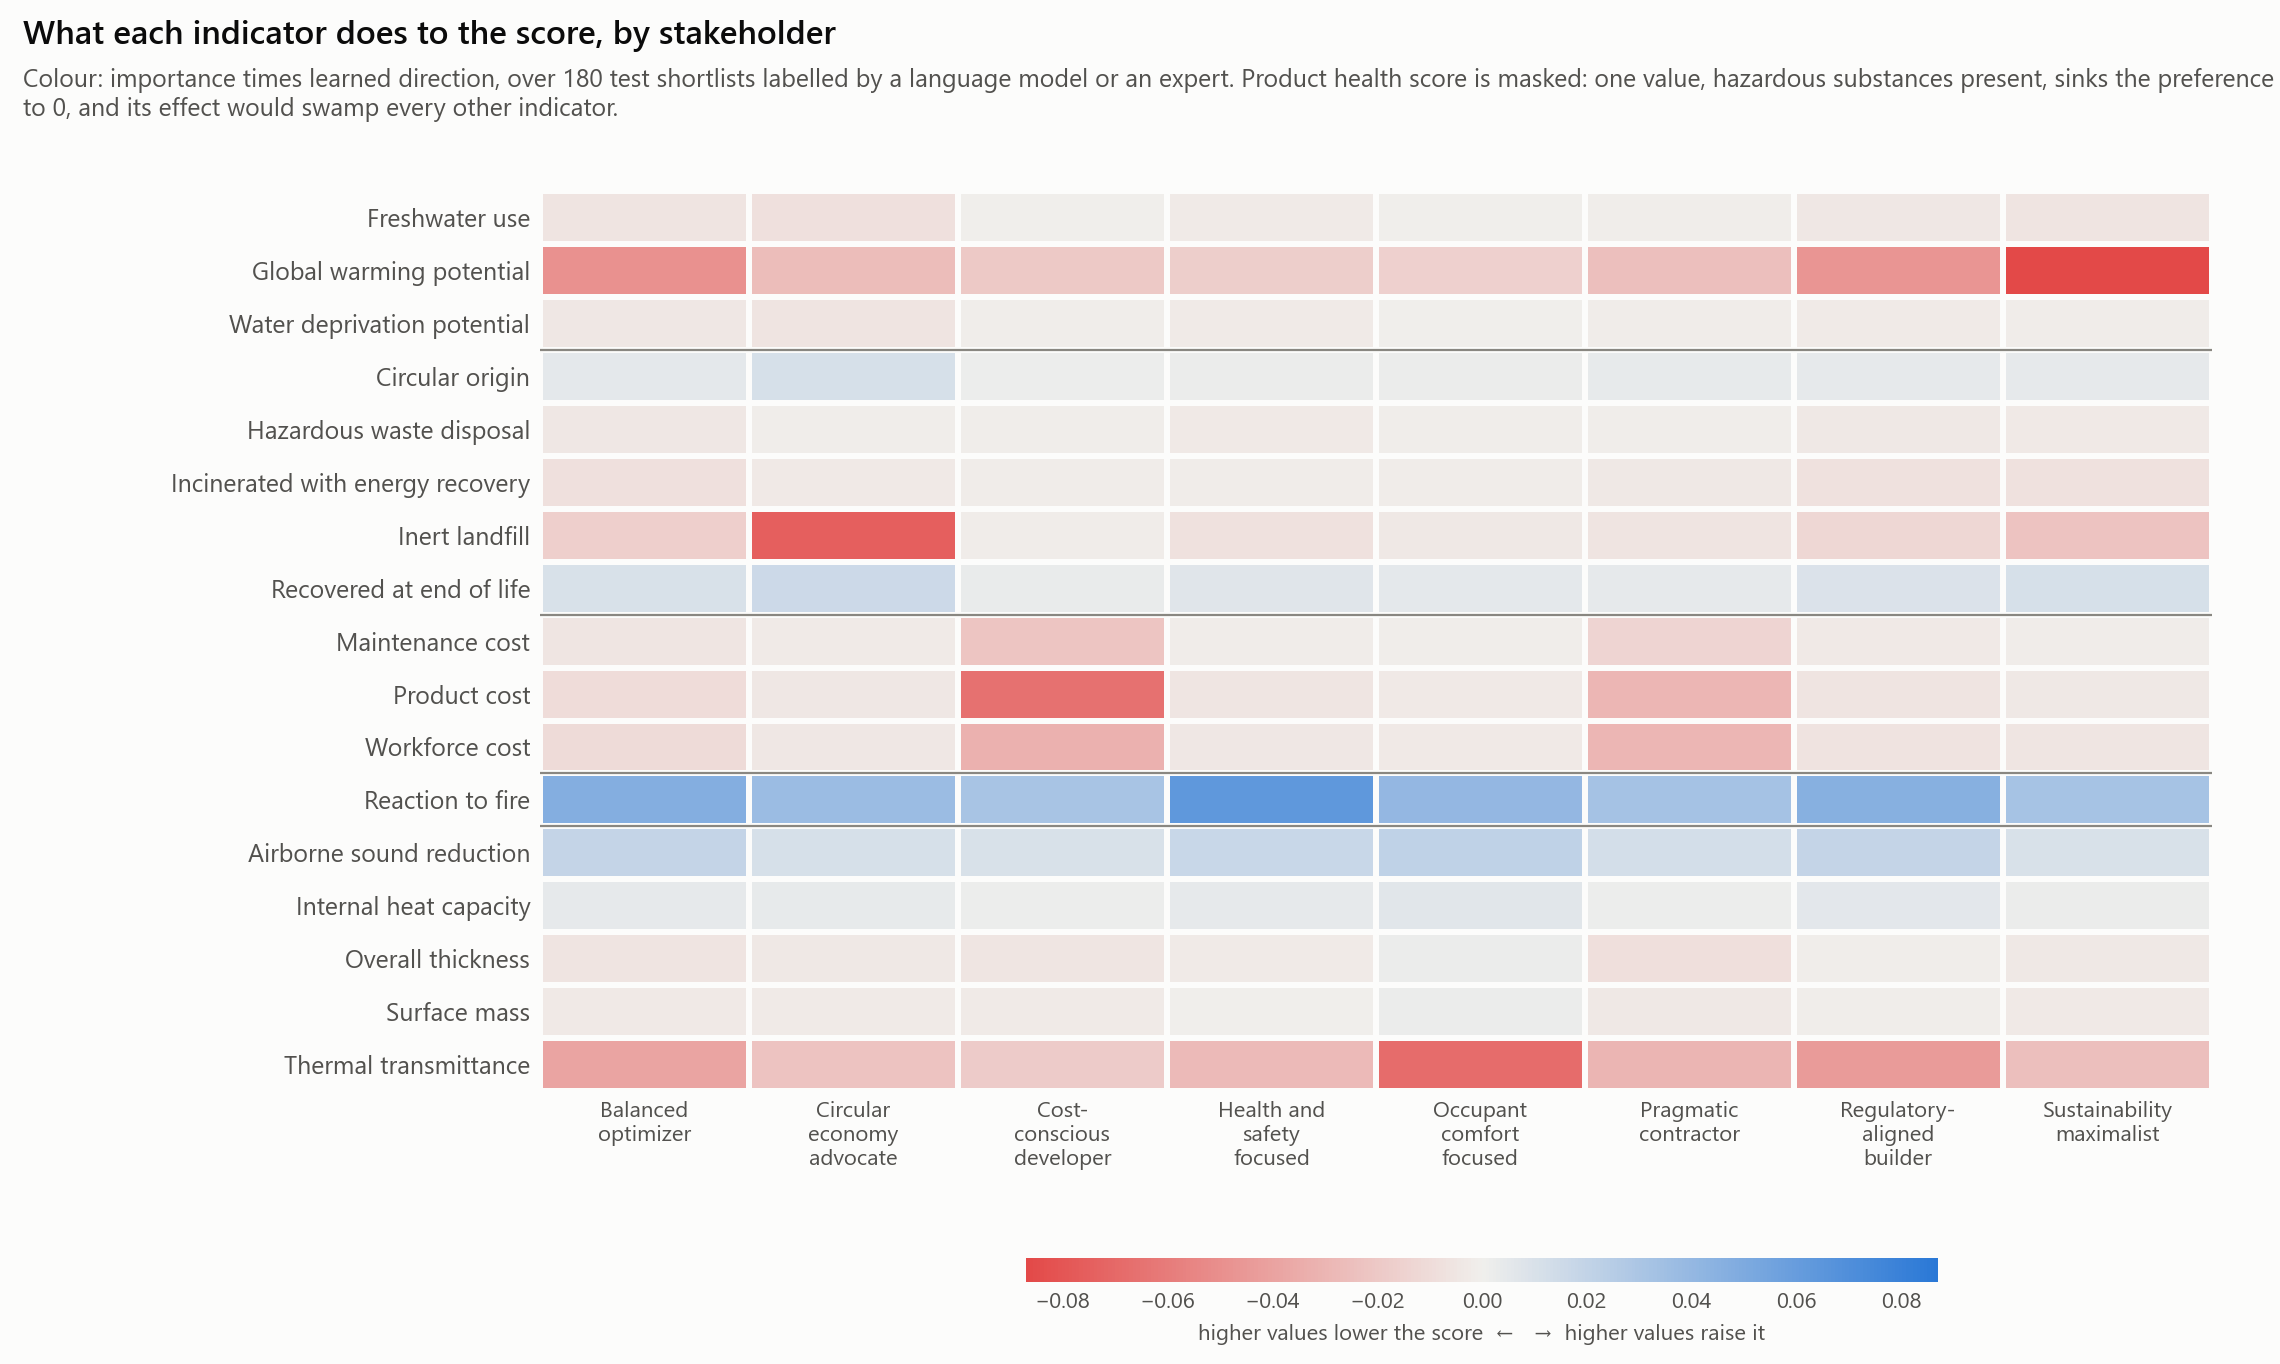 What each indicator does to the score, by stakeholder
Colour: importance times learned direction, over 180 test shortlists labelled by a language model or an expert. Product health score is masked: one value, hazardous substances present, sinks the preference
to 0, and its effect would swamp every other indicator.
Freshwater use
Global warming potential
Water deprivation potential
Circular origin
Hazardous waste disposal
Incinerated with energy recovery
Inert landfill
Recovered at end of life
Maintenance cost
Product cost
Workforce cost
Reaction to fire
Airborne sound reduction
Internal heat capacity
Overall thickness
Surface mass
Thermal transmittance
Balanced
optimizer
Circular
economy
advocate
Cost-
conscious
developer
Health and
safety
focused
Occupant
comfort
focused
Pragmatic
contractor
Regulatory-
aligned
builder
Sustainability
maximalist
−0.08 −0.06 −0.04 −0.02 0.00 0.02 0.04 0.06 0.08
higher values lower the score ← → higher values raise it